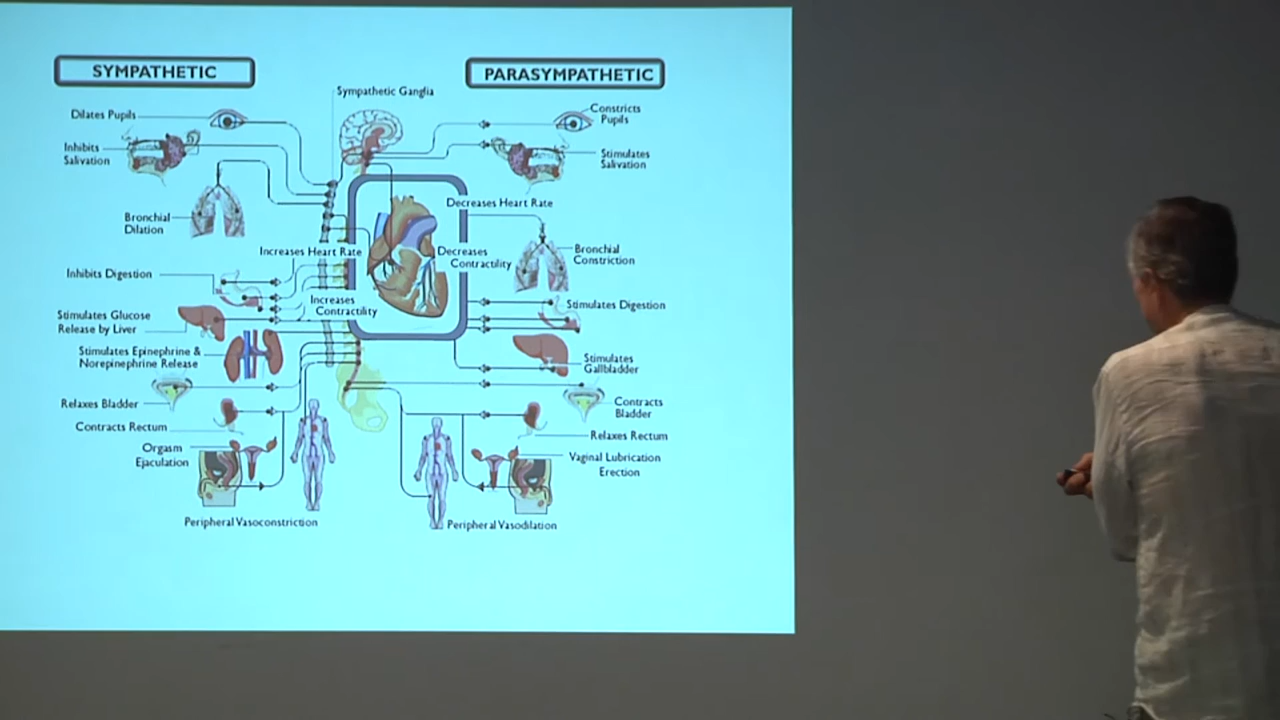 SYMPATHETIC
PARASYMPATHETIC
Sympathetic Ganglia
Dilates Pupils
Inhibits
Salivation
Bronchial
Dilation
Increases Heart Rate
Inhibits Digestion
Increases
Contractility
Stimulates Glucose
Release by Liver
Stimulates Epinephrine &
Norepinephrine Release
Relaxes Bladder
Contracts Rectum
Orgasm
Ejaculation
Peripheral Vasoconstriction
Constricts
Pupils
Stimulates
Salivation
Decreases Heart Rate
Decreases
Contractility
Bronchial
Constriction
Stimulates Digestion
Stimulates
Gallbladder
Contracts
Bladder
Relaxes Rectum
Vaginal Lubrication
Erection
Peripheral Vasodilation